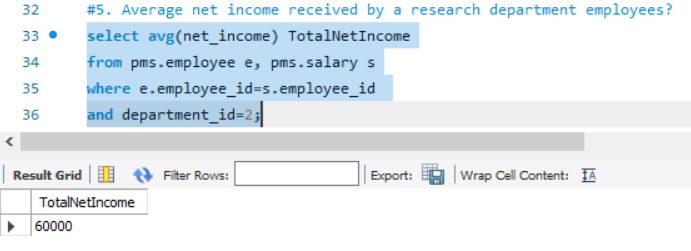 32 #5. Average net income received by a research department employees?
33 select avg(net_income) TotalNetIncome
34 from pms.employee e, pms.salary s
35 where e.employee_id=s.employee_id
36 and department_id=2;
Result Grid Filter Rows: Export: Wrap Cell Content: IA
TotalNetIncome
60000